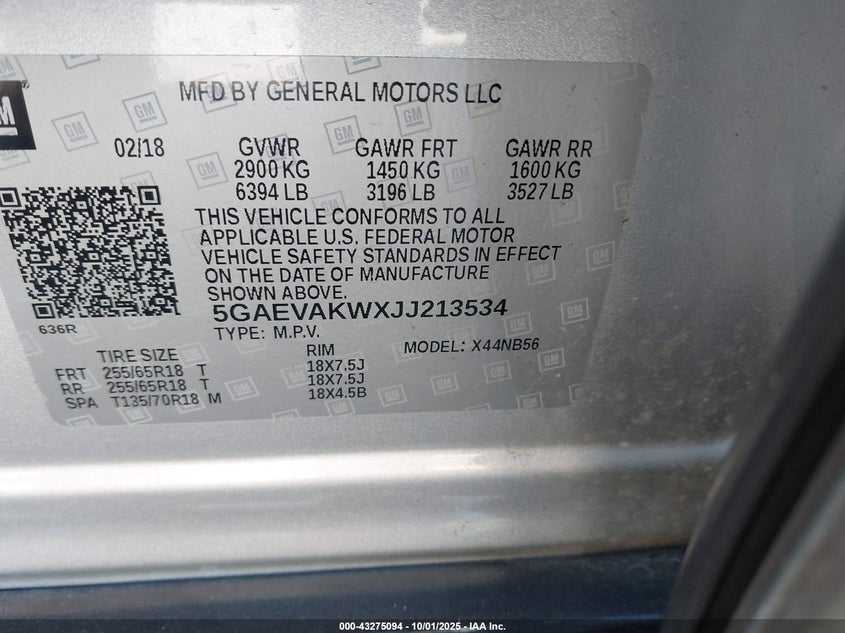 GM
MFD BY GENERAL MOTORS LLC
02/18 GVWR GAWR FRT GAWR RR
2900 KG 1450 KG 1600 KG
6394 LB 3196 LB 3527 LB
THIS VEHICLE CONFORMS TO ALL
APPLICABLE U.S. FEDERAL MOTOR
VEHICLE SAFETY STANDARDS IN EFFECT
ON THE DATE OF MANUFACTURE
SHOWN ABOVE.
636R
5GAEVAKWXJJ213534
TYPE: M.P.V.
TIRE SIZE RIM MODEL: X44NB56
FRT 255/65R18 T 18X7.5J
RR 255/65R18 T 18X7.5J
SPA T135/70R18 M 18X4.5B
000-43275094 - 10/01/2025 - IAA Inc.